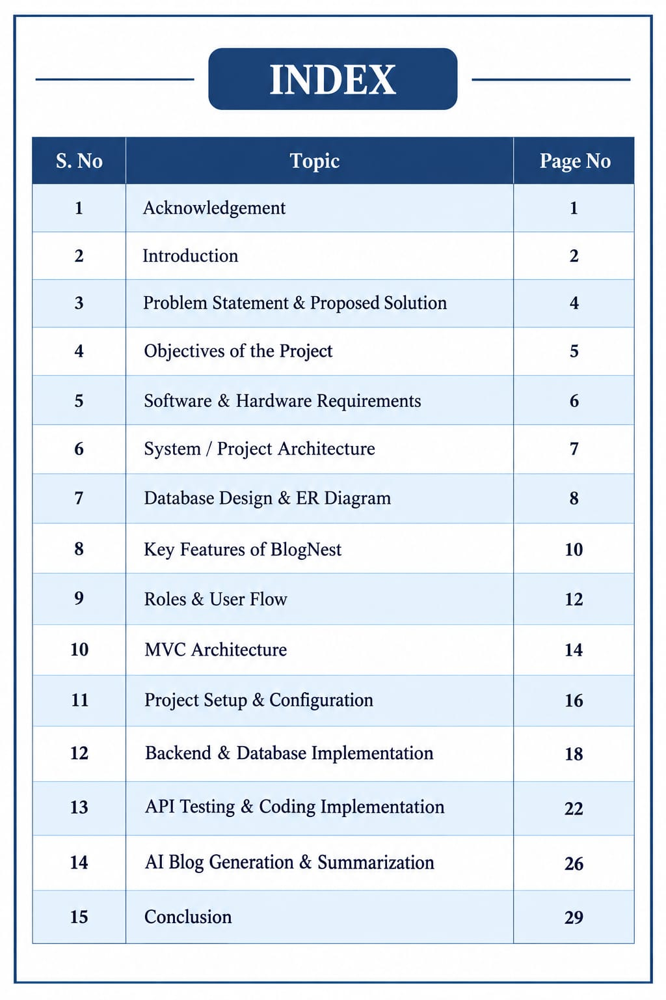 INDEX
S. No Topic Page No
1 Acknowledgement 1
2 Introduction 2
3 Problem Statement & Proposed Solution 4
4 Objectives of the Project 5
5 Software & Hardware Requirements 6
6 System / Project Architecture 7
7 Database Design & ER Diagram 8
8 Key Features of BlogNest 10
9 Roles & User Flow 12
10 MVC Architecture 14
11 Project Setup & Configuration 16
12 Backend & Database Implementation 18
13 API Testing & Coding Implementation 22
14 AI Blog Generation & Summarization 26
15 Conclusion 29